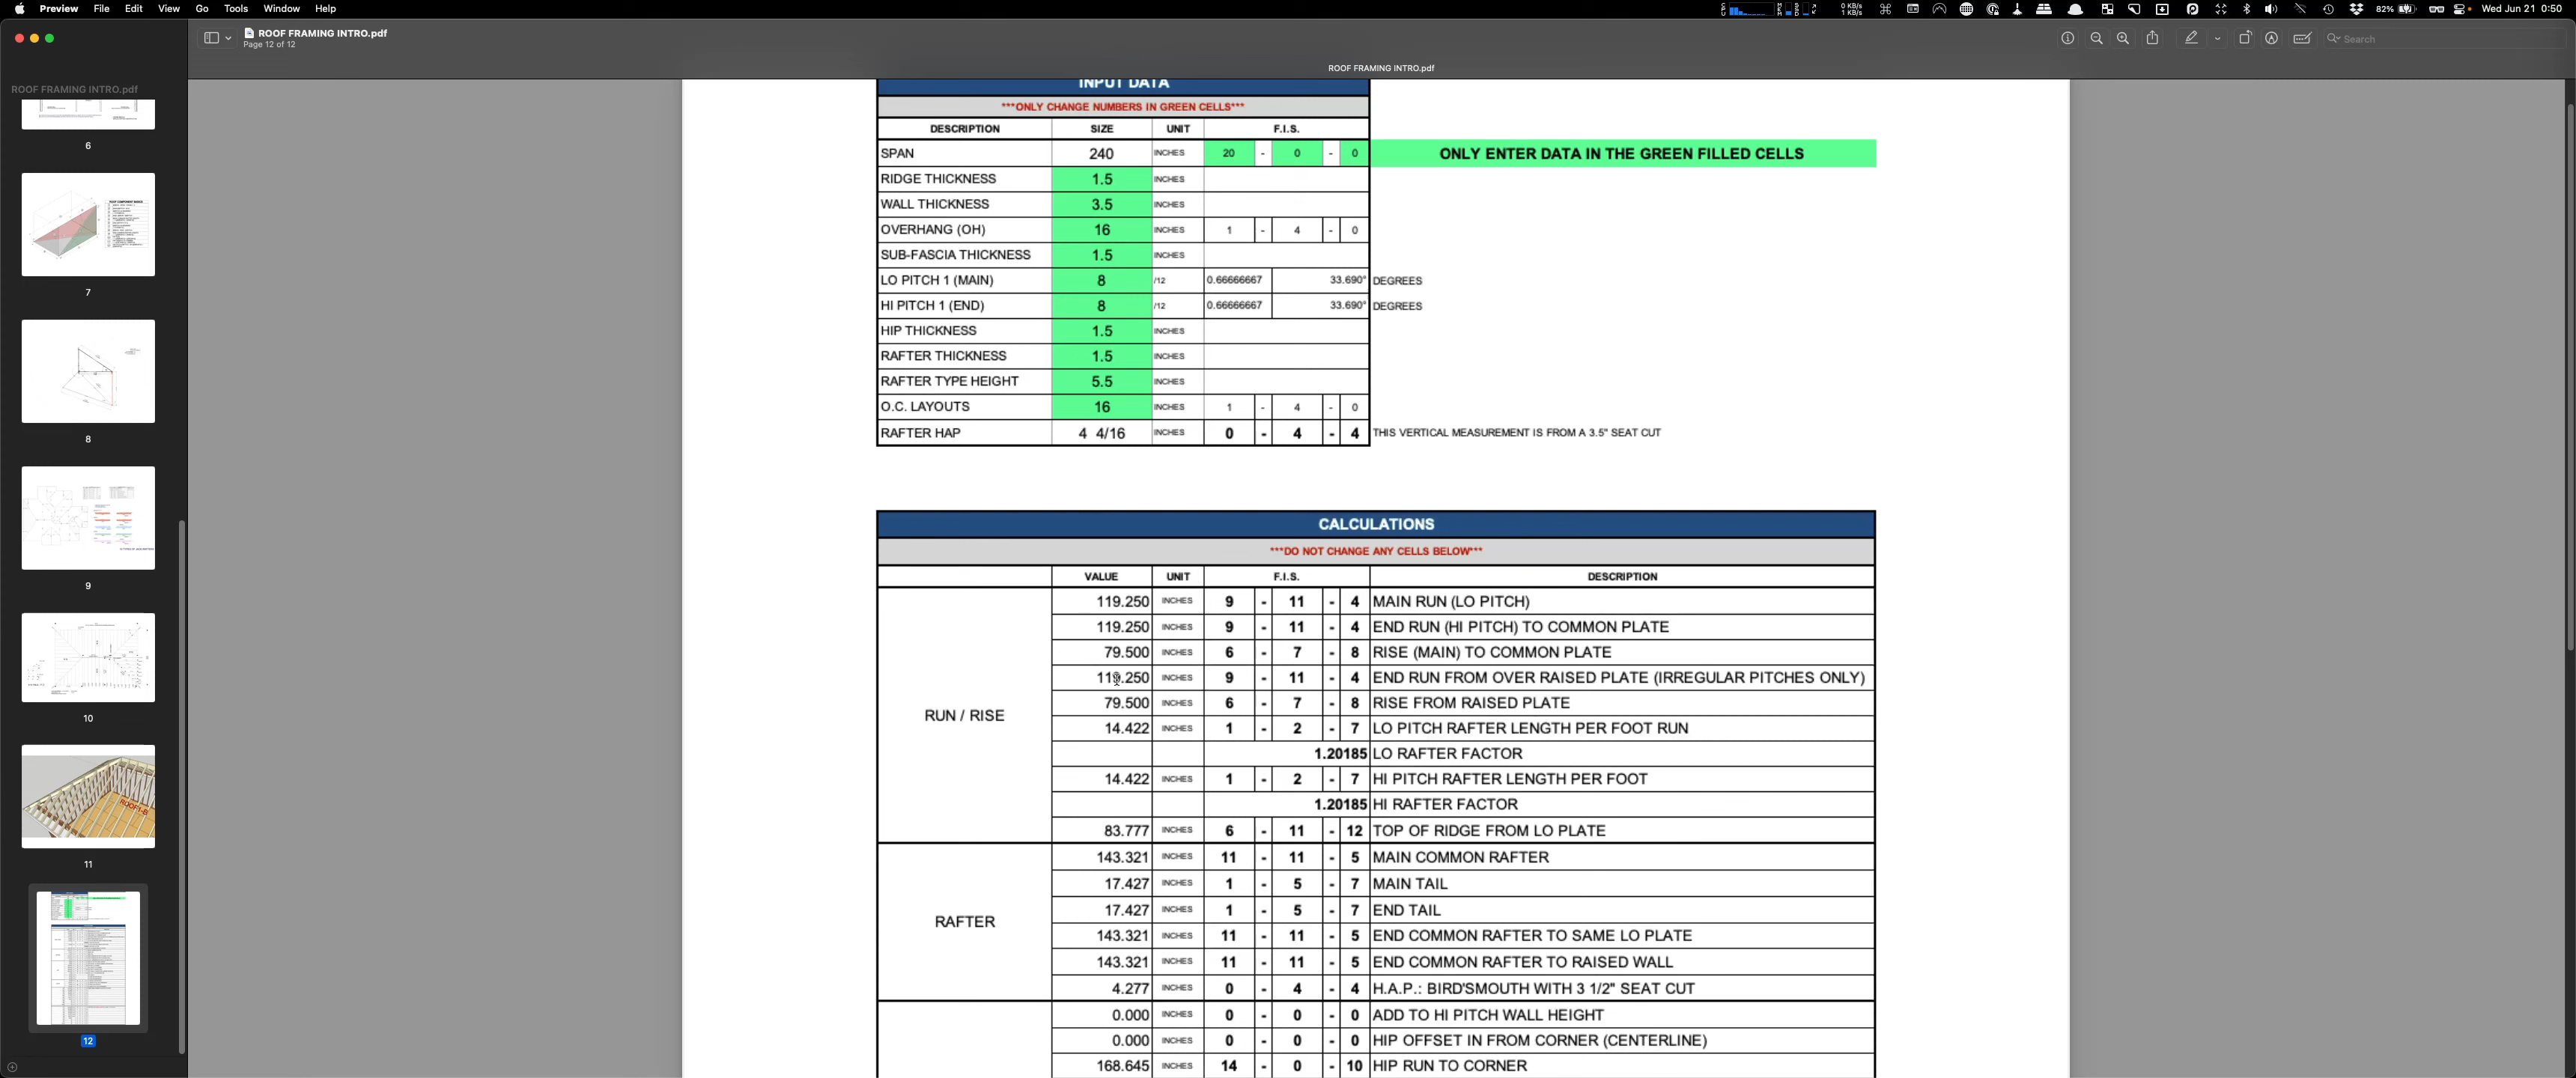 Preview File Edit View Go Tools Window Help
0 KB/s
1 KB/s
82% Wed Jun 21 0:50
ROOF FRAMING INTRO.pdf
Page 12 of 12
Search
ROOF FRAMING INTRO.pdf
ROOF FRAMING INTRO.pdf
6
7
8
9
10
ROOF1-B
11
12
INPUT DATA
***ONLY CHANGE NUMBERS IN GREEN CELLS***
DESCRIPTION SIZE UNIT F.I.S.
SPAN 240 INCHES 20 - 0 - 0 ONLY ENTER DATA IN THE GREEN FILLED CELLS
RIDGE THICKNESS 1.5 INCHES
WALL THICKNESS 3.5 INCHES
OVERHANG (OH) 16 INCHES 1 - 4 - 0
SUB-FASCIA THICKNESS 1.5 INCHES
LO PITCH 1 (MAIN) 8 /12 0.66666667 33.690° DEGREES
HI PITCH 1 (END) 8 /12 0.66666667 33.690° DEGREES
HIP THICKNESS 1.5 INCHES
RAFTER THICKNESS 1.5 INCHES
RAFTER TYPE HEIGHT 5.5 INCHES
O.C. LAYOUTS 16 INCHES 1 - 4 - 0
RAFTER HAP 4 4/16 INCHES 0 - 4 - 4 THIS VERTICAL MEASUREMENT IS FROM A 3.5" SEAT CUT
CALCULATIONS
***DO NOT CHANGE ANY CELLS BELOW***
VALUE UNIT F.I.S. DESCRIPTION
RUN / RISE
119.250 INCHES 9 - 11 - 4 MAIN RUN (LO PITCH)
119.250 INCHES 9 - 11 - 4 END RUN (HI PITCH) TO COMMON PLATE
79.500 INCHES 6 - 7 - 8 RISE (MAIN) TO COMMON PLATE
119.250 INCHES 9 - 11 - 4 END RUN FROM OVER RAISED PLATE (IRREGULAR PITCHES ONLY)
79.500 INCHES 6 - 7 - 8 RISE FROM RAISED PLATE
14.422 INCHES 1 - 2 - 7 LO PITCH RAFTER LENGTH PER FOOT RUN
1.20185 LO RAFTER FACTOR
14.422 INCHES 1 - 2 - 7 HI PITCH RAFTER LENGTH PER FOOT
1.20185 HI RAFTER FACTOR
83.777 INCHES 6 - 11 - 12 TOP OF RIDGE FROM LO PLATE
RAFTER
143.321 INCHES 11 - 11 - 5 MAIN COMMON RAFTER
17.427 INCHES 1 - 5 - 7 MAIN TAIL
17.427 INCHES 1 - 5 - 7 END TAIL
143.321 INCHES 11 - 11 - 5 END COMMON RAFTER TO SAME LO PLATE
143.321 INCHES 11 - 11 - 5 END COMMON RAFTER TO RAISED WALL
4.277 INCHES 0 - 4 - 4 H.A.P.: BIRD'SMOUTH WITH 3 1/2" SEAT CUT
0.000 INCHES 0 - 0 - 0 ADD TO HI PITCH WALL HEIGHT
0.000 INCHES 0 - 0 - 0 HIP OFFSET IN FROM CORNER (CENTERLINE)
168.645 INCHES 14 - 0 - 10 HIP RUN TO CORNER